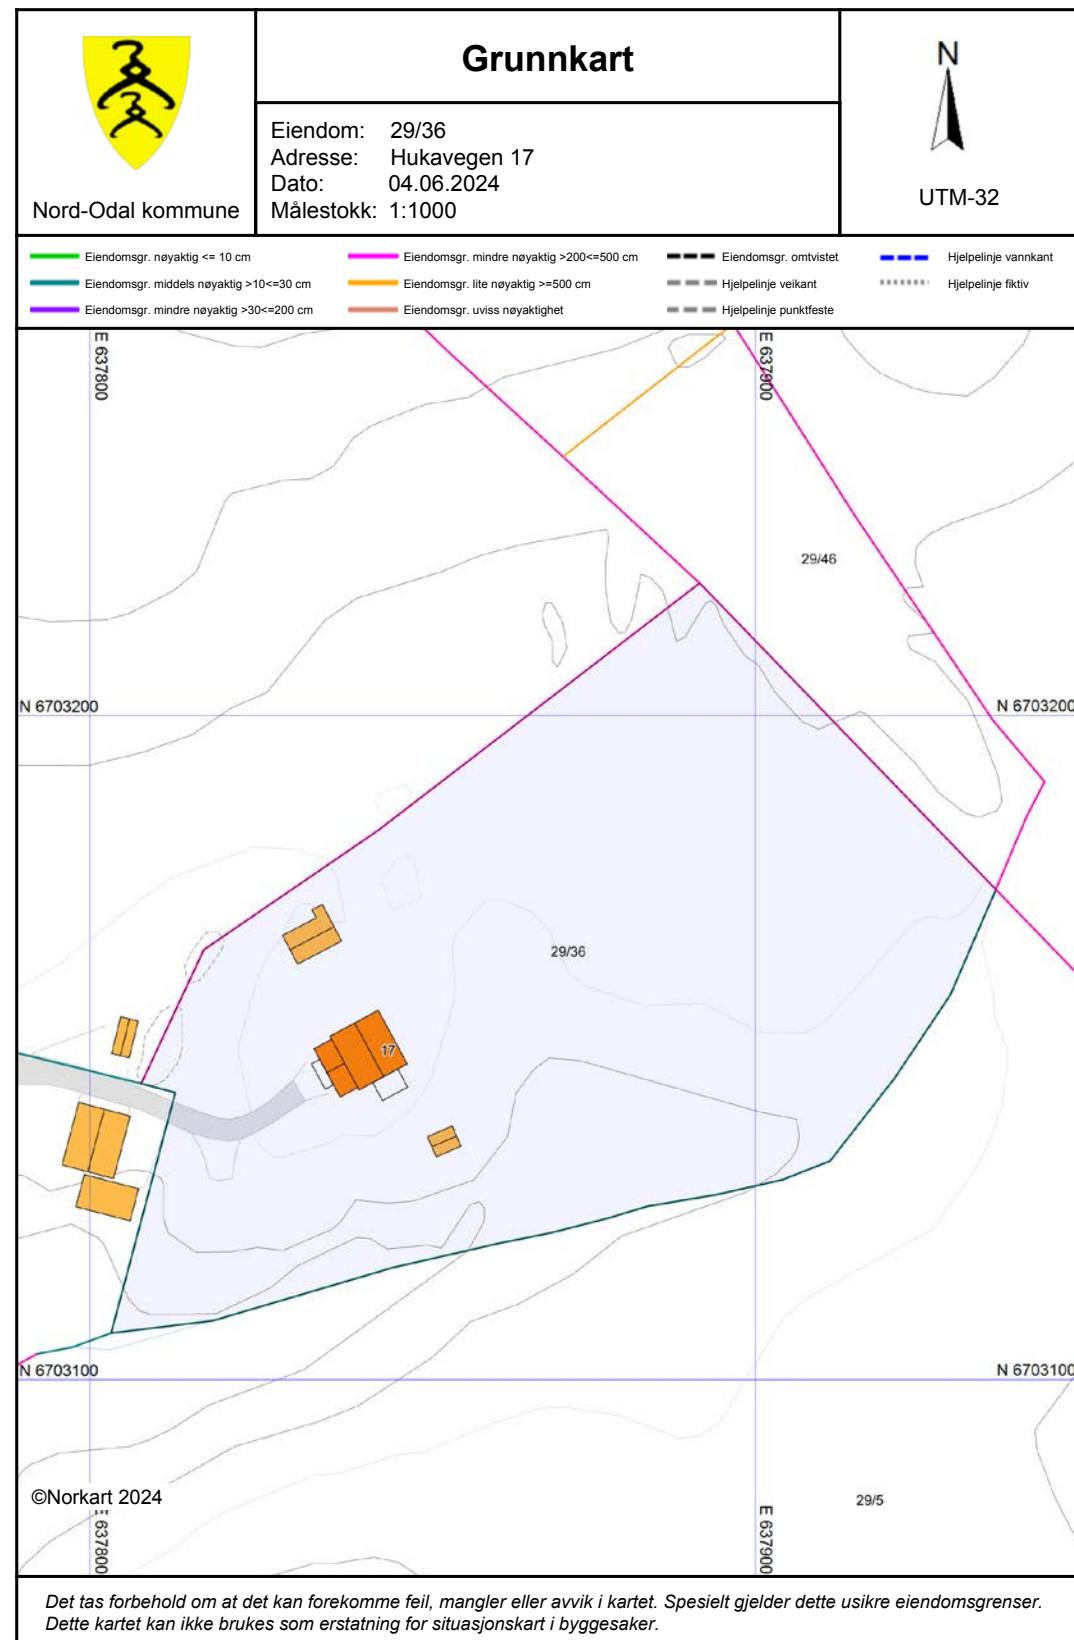 Grunnkart
Nord-Odal kommune
Eiendom: 29/36
Adresse: Hukavegen 17
Dato: 04.06.2024
Målestokk: 1:1000
N
UTM-32
Eiendomsgr. nøyaktig <= 10 cm
Eiendomsgr. middels nøyaktig >10<=30 cm
Eiendomsgr. mindre nøyaktig >30<=200 cm
Eiendomsgr. mindre nøyaktig >200<=500 cm
Eiendomsgr. lite nøyaktig >=500 cm
Eiendomsgr. uviss nøyaktighet
Eiendomsgr. omtvistet
Hjelpelinje veikant
Hjelpelinje punktfeste
Hjelpelinje vannkant
Hjelpelinje fiktiv
E 637800
E 637900
29/46
N 6703200
N 6703200
29/36
17
N 6703100
N 6703100
©Norkart 2024
29/5
E 637800
E 637900
Det tas forbehold om at det kan forekomme feil, mangler eller avvik i kartet. Spesielt gjelder dette usikre eiendomsgrenser.
Dette kartet kan ikke brukes som erstatning for situasjonskart i byggesaker.